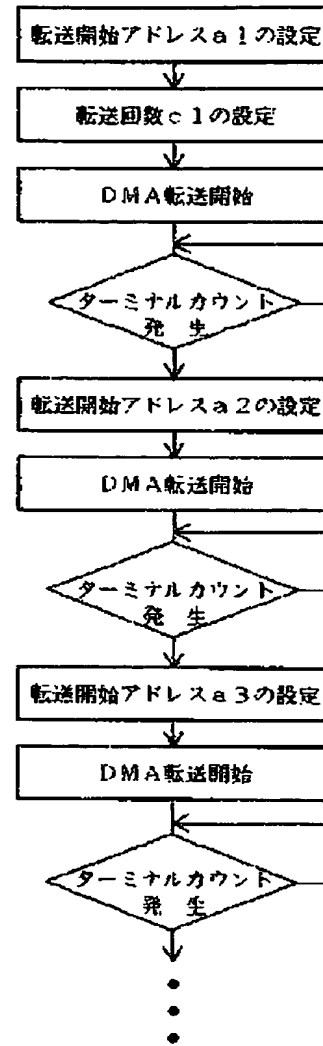 転送開始アドレスa1の設定
転送回数c1の設定
DMA転送開始
ターミナルカウント
発 生
転送開始アドレスa2の設定
DMA転送開始
ターミナルカウント
発 生
転送開始アドレスa3の設定
DMA転送開始
ターミナルカウント
発 生